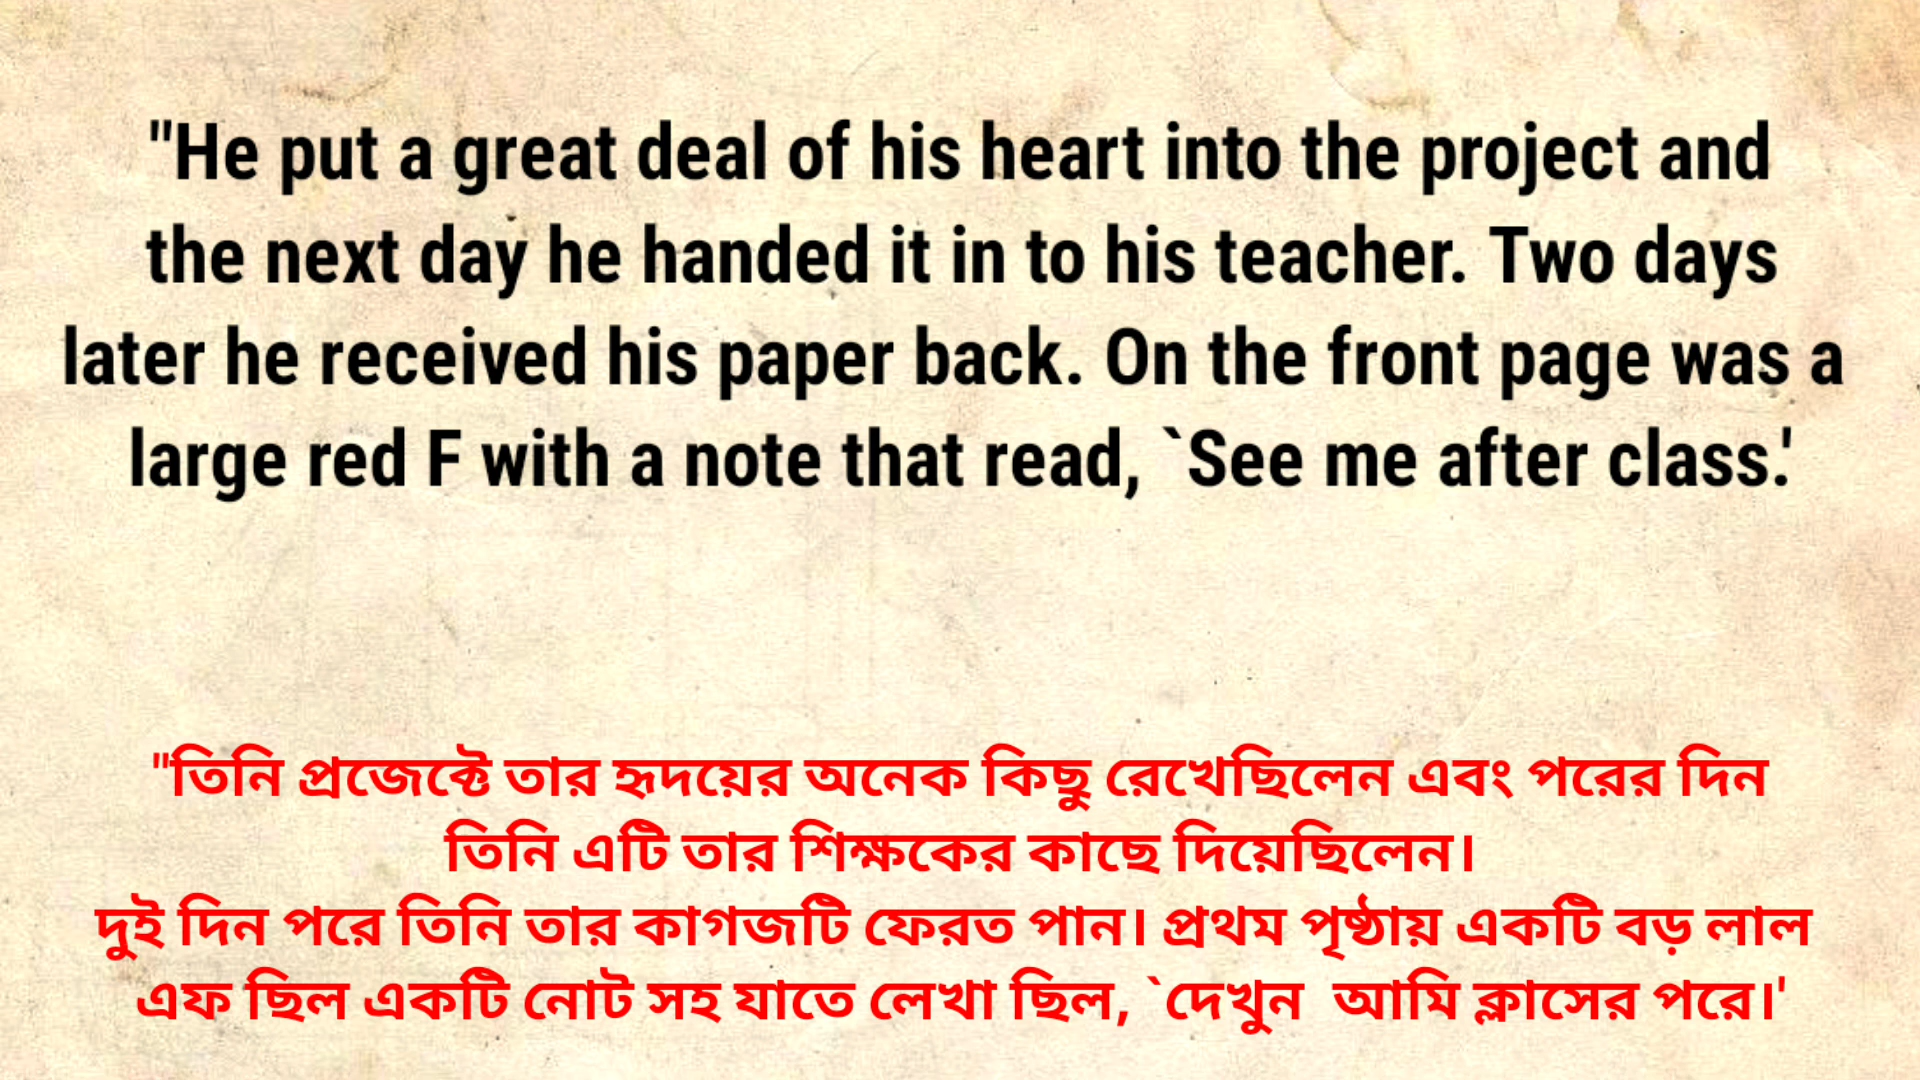 "He put a great deal of his heart into the project and
the next day he handed it in to his teacher. Two days
later he received his paper back. On the front page was a
large red F with a note that read, `See me after class.'
"তিনি প্রজেক্টে তার হৃদয়ের অনেক কিছু রেখেছিলেন এবং পরের দিন
তিনি এটি তার শিক্ষকের কাছে দিয়েছিলেন।
দুই দিন পরে তিনি তার কাগজটি ফেরত পান। প্রথম পৃষ্ঠায় একটি বড় লাল
এফ ছিল একটি নোট সহ যাতে লেখা ছিল, `দেখুন  আমি ক্লাসের পরে।'